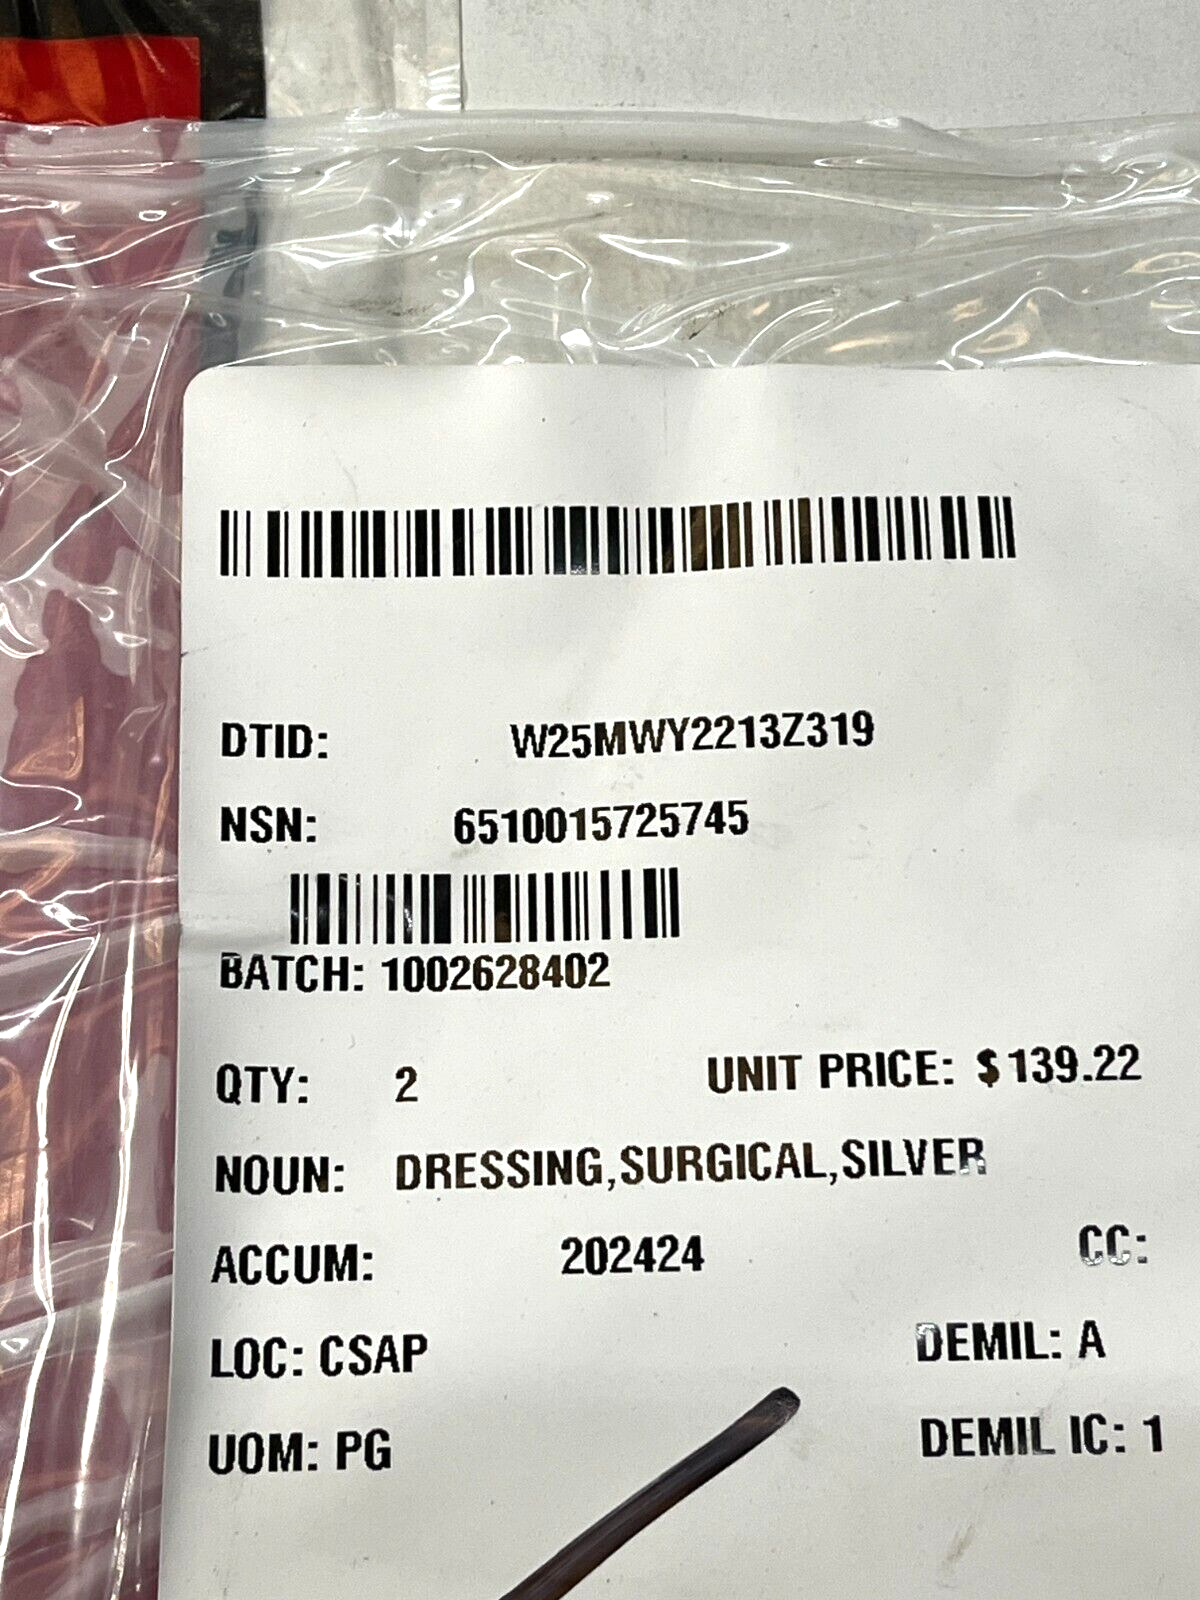 DTID: W25MWY2213Z319
NSN: 6510015725745
BATCH: 1002628402
QTY: 2 UNIT PRICE: $139.22
NOUN: DRESSING,SURGICAL,SILVER
ACCUM: 202424 CC:
LOC: CSAP DEMIL: A
UOM: PG DEMIL IC: 1